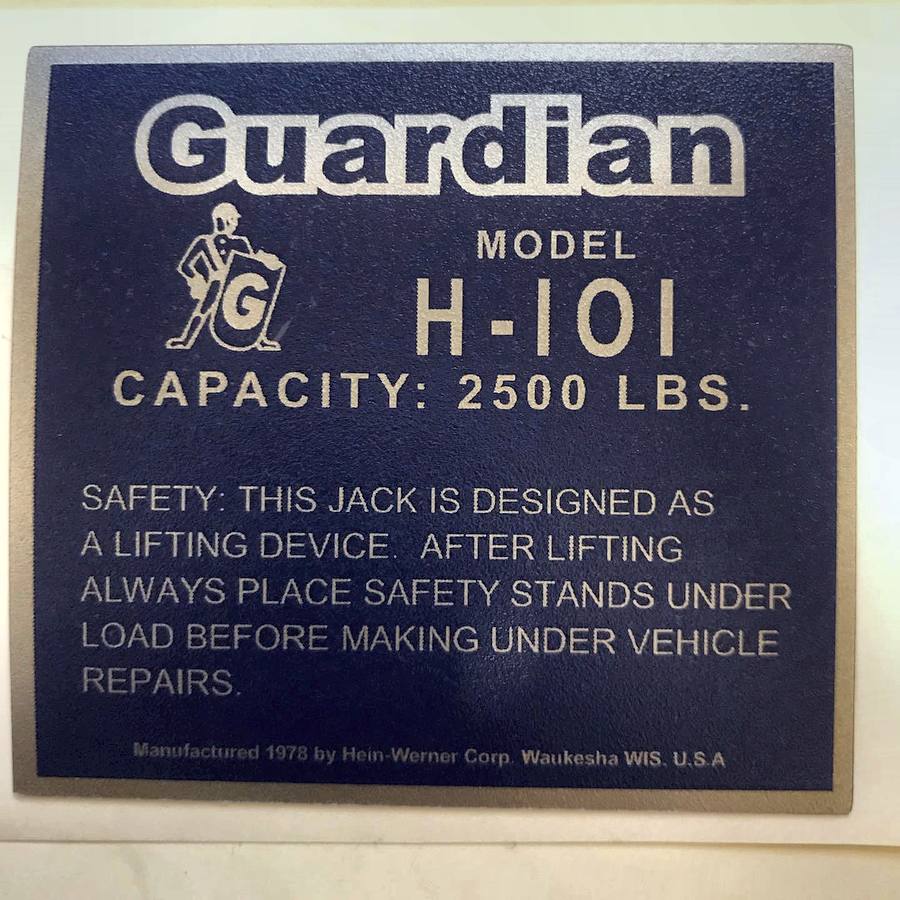 Guardian
MODEL
H-101
G
CAPACITY: 2500 LBS.
SAFETY: THIS JACK IS DESIGNED AS
A LIFTING DEVICE. AFTER LIFTING
ALWAYS PLACE SAFETY STANDS UNDER
LOAD BEFORE MAKING UNDER VEHICLE
REPAIRS.
Manufactured 1978 by Hein-Werner Corp. Waukesha WIS. U.S.A